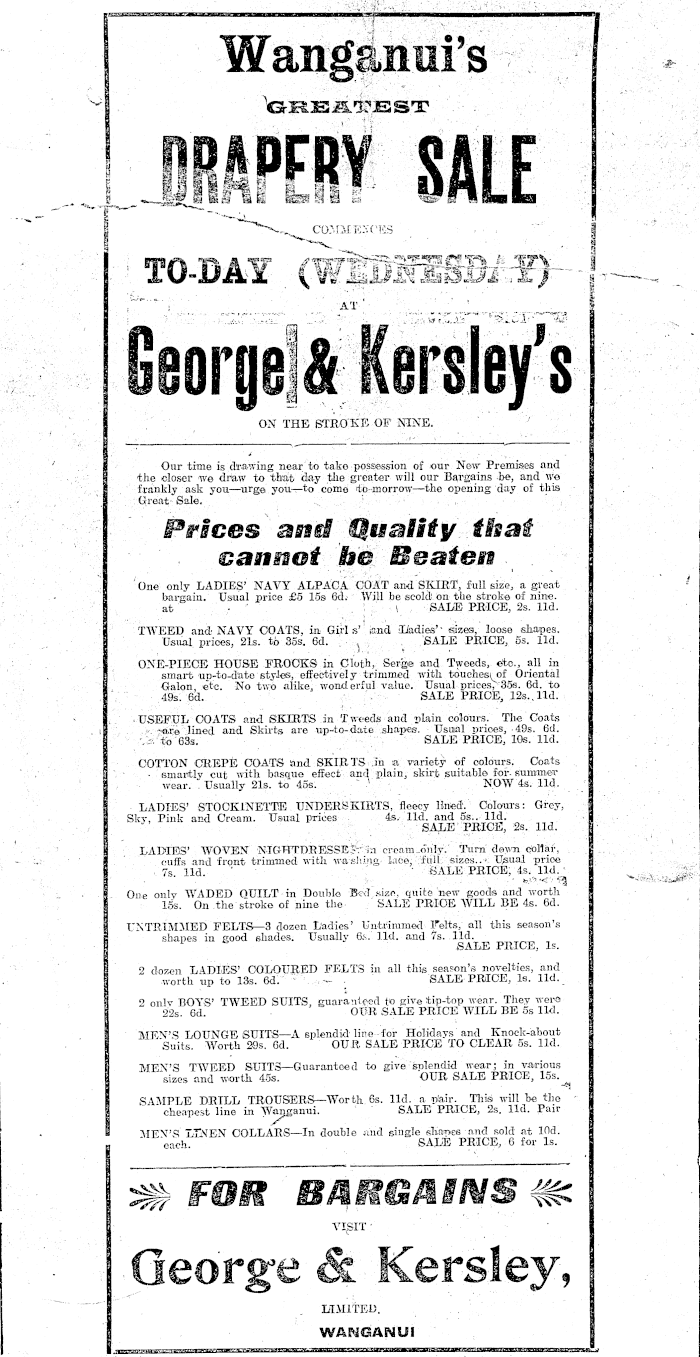 Wanganui's
GREATEST
DRAPERY SALE
COMMENCES
TO-DAY (WEDNESDAY)
AT
George & Kersley's
ON THE STROKE OF NINE.
Our time is drawing near to take possession of our New Premises and
the closer we draw to that day the greater will our Bargains be, and we
frankly ask you—urge you—to come to-morrow—the opening day of this
Great Sale.
Prices and Quality that
cannot be Beaten
One only LADIES' NAVY ALPACA COAT and SKIRT, full size, a great
bargain. Usual price £5 15s 6d. Will be scold on the stroke of nine.
at SALE PRICE, 2s. 11d.
TWEED and NAVY COATS, in Girls' and Ladies' sizes, loose shapes.
Usual prices, 21s. to 35s. 6d. SALE PRICE, 5s. 11d.
ONE-PIECE HOUSE FROCKS in Cloth, Serge and Tweeds, etc., all in
smart up-to-date styles, effectively trimmed with touches of Oriental
Galon, etc. No two alike, wonderful value. Usual prices, 35s. 6d. to
49s. 6d. SALE PRICE, 12s. 11d.
USEFUL COATS and SKIRTS in Tweeds and plain colours. The Coats
are lined and Skirts are up-to-date shapes. Usual prices, 49s. 6d.
to 63s. SALE PRICE, 10s. 11d.
COTTON CREPE COATS and SKIRTS in a variety of colours. Coats
smartly cut with basque effect and plain, skirt suitable for summer
wear. Usually 21s. to 45s. NOW 4s. 11d.
LADIES' STOCKINETTE UNDERSKIRTS, fleecy lined. Colours: Grey,
Sky, Pink and Cream. Usual prices 4s. 11d. and 5s.. 11d.
SALE PRICE, 2s. 11d.
LADIES' WOVEN NIGHTDRESSES in cream only. Turn down collar,
cuffs and front trimmed with washing lace, full sizes. Usual price
7s. 11d. SALE PRICE, 4s. 11d.
One only WADED QUILT in Double Bed size, quite new goods and worth
15s. On the stroke of nine the SALE PRICE WILL BE 4s. 6d.
UNTRIMMED FELTS—3 dozen Ladies' Untrimmed Felts, all this season's
shapes in good shades. Usually 6s. 11d. and 7s. 11d.
SALE PRICE, 1s.
2 dozen LADIES' COLOURED FELTS in all this season's novelties, and
worth up to 13s. 6d. SALE PRICE, 1s. 11d.
2 only BOYS' TWEED SUITS, guaranteed to give tip-top wear. They were
22s. 6d. OUR SALE PRICE WILL BE 5s 11d.
MEN'S LOUNGE SUITS—A splendid line for Holidays and Knock-about
Suits. Worth 29s. 6d. OUR SALE PRICE TO CLEAR 5s. 11d.
MEN'S TWEED SUITS—Guaranteed to give splendid wear; in various
sizes and worth 45s. OUR SALE PRICE, 15s.
SAMPLE DRILL TROUSERS—Worth 6s. 11d. a pair. This will be the
cheapest line in Wanganui. SALE PRICE, 2s. 11d. Pair
MEN'S LINEN COLLARS—In double and single shapes and sold at 10d.
each. SALE PRICE, 6 for 1s.
FOR BARGAINS
VISIT
George & Kersley,
LIMITED,
WANGANUI